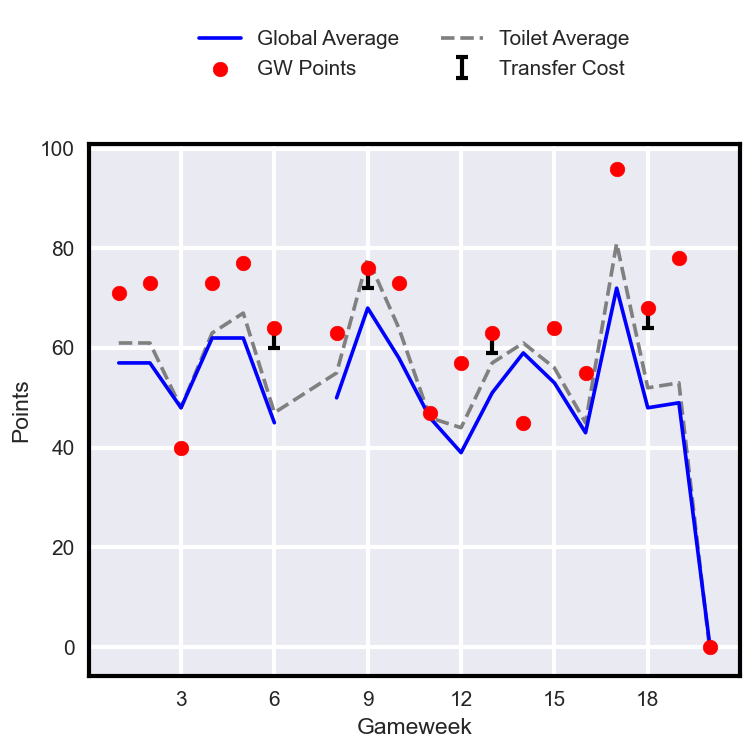 Global Average
Toilet Average
GW Points
Transfer Cost
100
80
60
40
20
0
Points
3 6 9 12 15 18
Gameweek